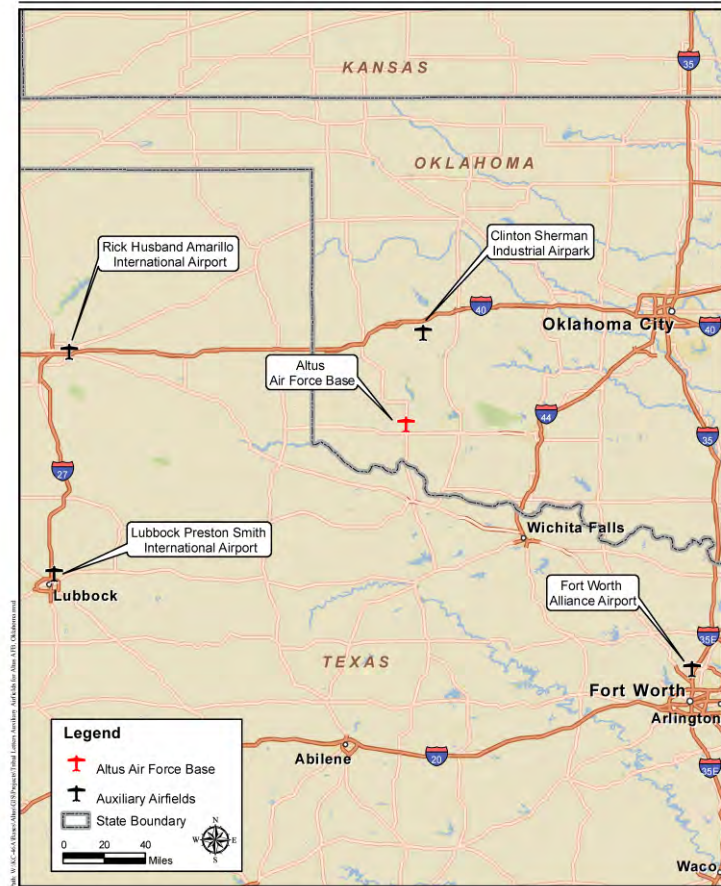 KANSAS
35
OKLAHOMA
Rick Husband Amarillo
International Airport
Clinton Sherman
Industrial Airpark
40
Oklahoma City
40
Altus
Air Force Base
44
35
27
Wichita Falls
Lubbock Preston Smith
International Airport
Lubbock
Fort Worth
Alliance Airport
35E
TEXAS
Fort Worth
Arlington
Legend
Altus Air Force Base
Auxiliary Airfields
State Boundary
0 20 40
Miles
N
W E
S
Abilene
20
35E
Waco